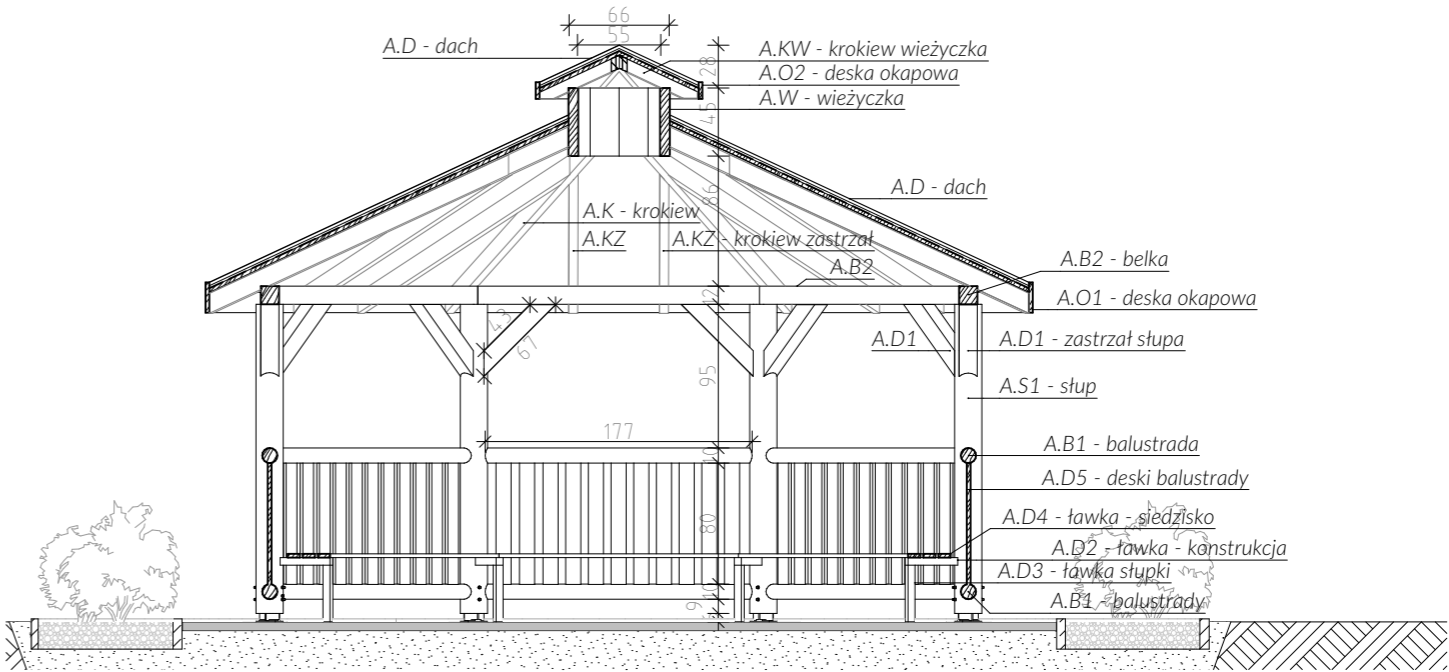 66
55
A.D - dach
A.KW - krokiew wieżyczka
28
A.O2 - deska okapowa
A.W - wieżyczka
45
A.D - dach
86
A.K - krokiew
A.KZ
A.KZ - krokiew zastrzał
A.B2 - belka
A.B2
12
A.O1 - deska okapowa
43
67
A.D1
A.D1 - zastrzał słupa
95
A.S1 - słup
177
10
A.B1 - balustrada
A.D5 - deski balustrady
80
A.D4 - ławka - siedzisko
A.D2 - ławka - konstrukcja
A.D3 - ławka słupki
10
A.B1 - balustrady
9